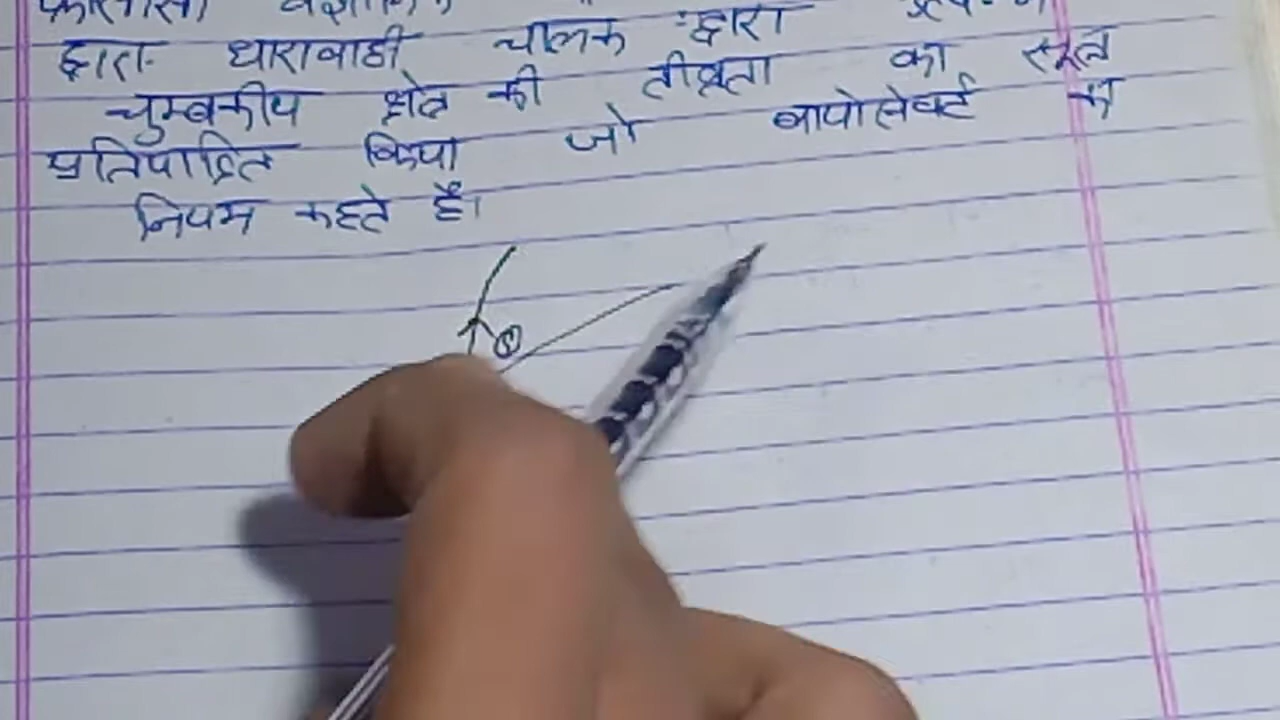 द्वारा धारावाही चालक द्वारा
चुम्बकीय क्षेत्र की तीव्रता का सूत्र
प्रतिपादित किया जो बायोसेवर्ट का
नियम कहते है।
θ